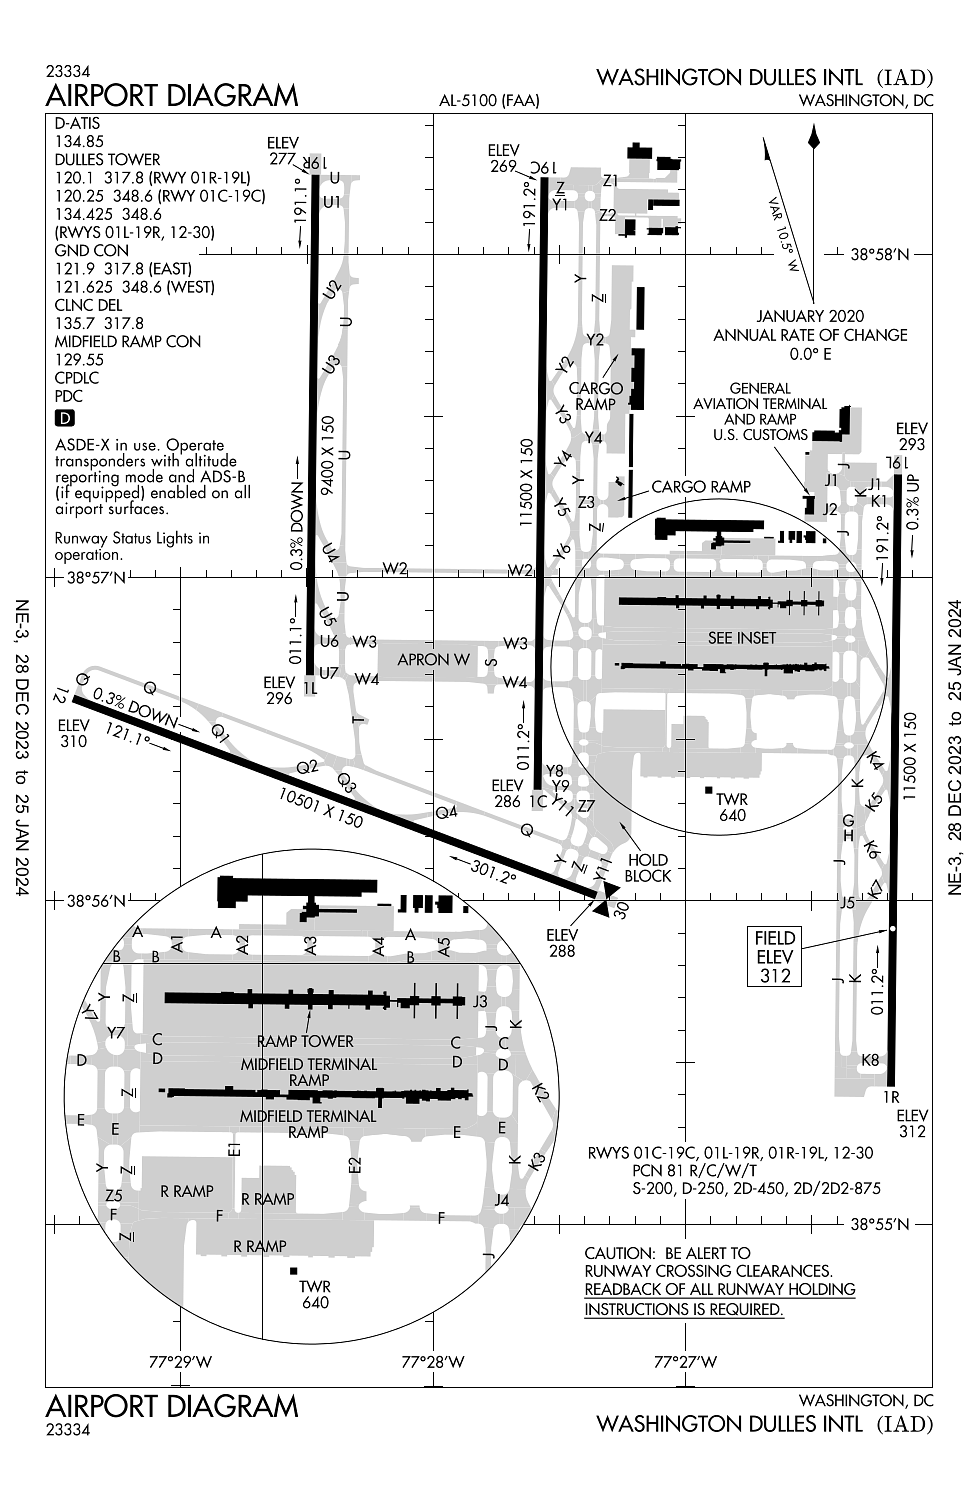 23334
AIRPORT DIAGRAM
AL-5100 (FAA)
WASHINGTON DULLES INTL (IAD)
WASHINGTON, DC
D-ATIS
134.85
DULLES TOWER
120.1 317.8 (RWY 01R-19L)
120.25 348.6 (RWY 01C-19C)
134.425 348.6
(RWYS 01L-19R, 12-30)
GND CON
121.9 317.8 (EAST)
121.625 348.6 (WEST)
CLNC DEL
135.7 317.8
MIDFIELD RAMP CON
129.55
CPDLC
PDC
D
ASDE-X in use. Operate
transponders with altitude
reporting mode and ADS-B
(if equipped) enabled on all
airport surfaces.
Runway Status Lights in
operation.
ELEV
277
19R
U
U1
191.1°
U2
U
U3
9400 X 150
U
0.3% DOWN
U4
U
U5
011.1°
U6
U7
ELEV
296
1L
W2
W2
W3
W3
APRON W
S
W4
W4
T
ELEV
269
19C
191.2°
Z
Y1
Z1
Z2
Y
Z
Y2
Y2
CARGO
RAMP
Y3
Y4
Y4
11500 X 150
Y
Y5
Z3
CARGO RAMP
Z
Y6
011.2°
ELEV
286
1C
Y8
Y9
Y11
Z7
VAR 10.5° W
JANUARY 2020
ANNUAL RATE OF CHANGE
0.0° E
38°58'N
GENERAL
AVIATION TERMINAL
AND RAMP
U.S. CUSTOMS
ELEV
293
19L
J
J1
J1
K
K1
J2
J
191.2°
0.3% UP
38°57'N
SEE INSET
11500 X 150
K4
K
K5
G
H
K6
J
K7
J5
TWR
640
HOLD
BLOCK
Q
Q
12
0.3% DOWN
ELEV
310
121.1°
Q1
Q2
Q3
10501 X 150
Q4
Q
301.2°
Y
Z
Y11
30
ELEV
288
38°56'N
FIELD
ELEV
312
J
K
011.2°
K8
1R
ELEV
312
A
A1
A
A2
A3
A4
A
A5
B
B
B
Y
Z
Y7
Y7
J3
RAMP TOWER
C
C
C
J
K
MIDFIELD TERMINAL
RAMP
D
D
D
D
Z
K2
MIDFIELD TERMINAL
RAMP
E
E
E
E
E1
E2
Y
Z
K
K3
R RAMP
R RAMP
Z5
J4
F
F
F
Z
R RAMP
J
TWR
640
RWYS 01C-19C, 01L-19R, 01R-19L, 12-30
PCN 81 R/C/W/T
S-200, D-250, 2D-450, 2D/2D2-875
38°55'N
CAUTION: BE ALERT TO
RUNWAY CROSSING CLEARANCES.
READBACK OF ALL RUNWAY HOLDING
INSTRUCTIONS IS REQUIRED.
77°29'W
77°28'W
77°27'W
NE-3, 28 DEC 2023 to 25 JAN 2024
NE-3, 28 DEC 2023 to 25 JAN 2024
AIRPORT DIAGRAM
23334
WASHINGTON, DC
WASHINGTON DULLES INTL (IAD)